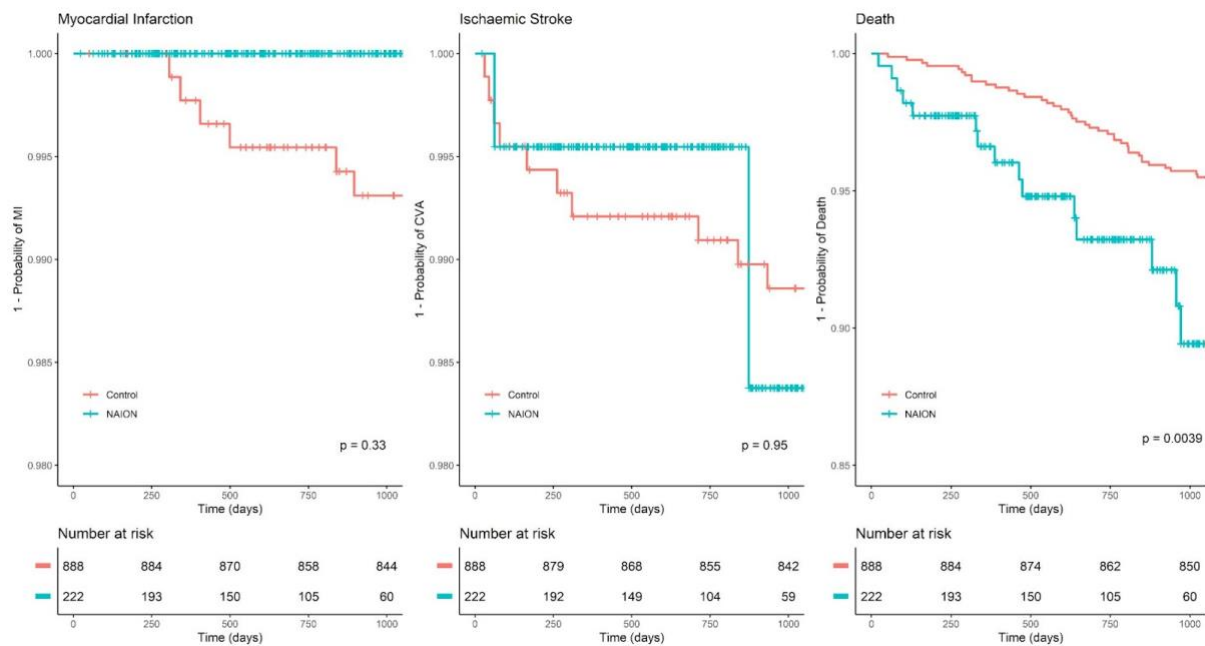 Myocardial Infarction
1 - Probability of MI
1.000
0.995
0.990
0.985
0.980
Control
NAION
p = 0.33
0 250 500 750 1000
Time (days)
Number at risk
888 884 870 858 844
222 193 150 105 60
0 250 500 750 1000
Time (days)
Ischaemic Stroke
1 - Probability of CVA
1.000
0.995
0.990
0.985
0.980
Control
NAION
p = 0.95
0 250 500 750 1000
Time (days)
Number at risk
888 879 868 855 842
222 192 149 104 59
0 250 500 750 1000
Time (days)
Death
1 - Probability of Death
1.00
0.95
0.90
0.85
Control
NAION
p = 0.0039
0 250 500 750 1000
Time (days)
Number at risk
888 884 874 862 850
222 193 150 105 60
0 250 500 750 1000
Time (days)